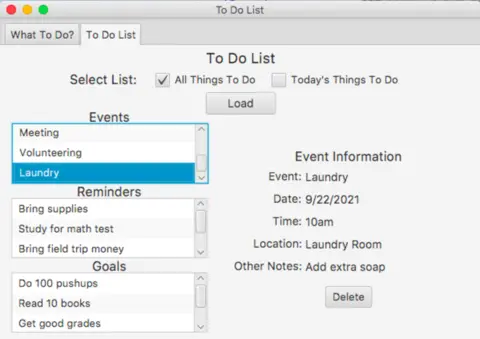 To Do List
What To Do? To Do List
To Do List
Select List: All Things To Do Today's Things To Do
Load
Events
Meeting
Volunteering
Laundry
Reminders
Bring supplies
Study for math test
Bring field trip money
Goals
Do 100 pushups
Read 10 books
Get good grades
Event Information
Event: Laundry
Date: 9/22/2021
Time: 10am
Location: Laundry Room
Other Notes: Add extra soap
Delete